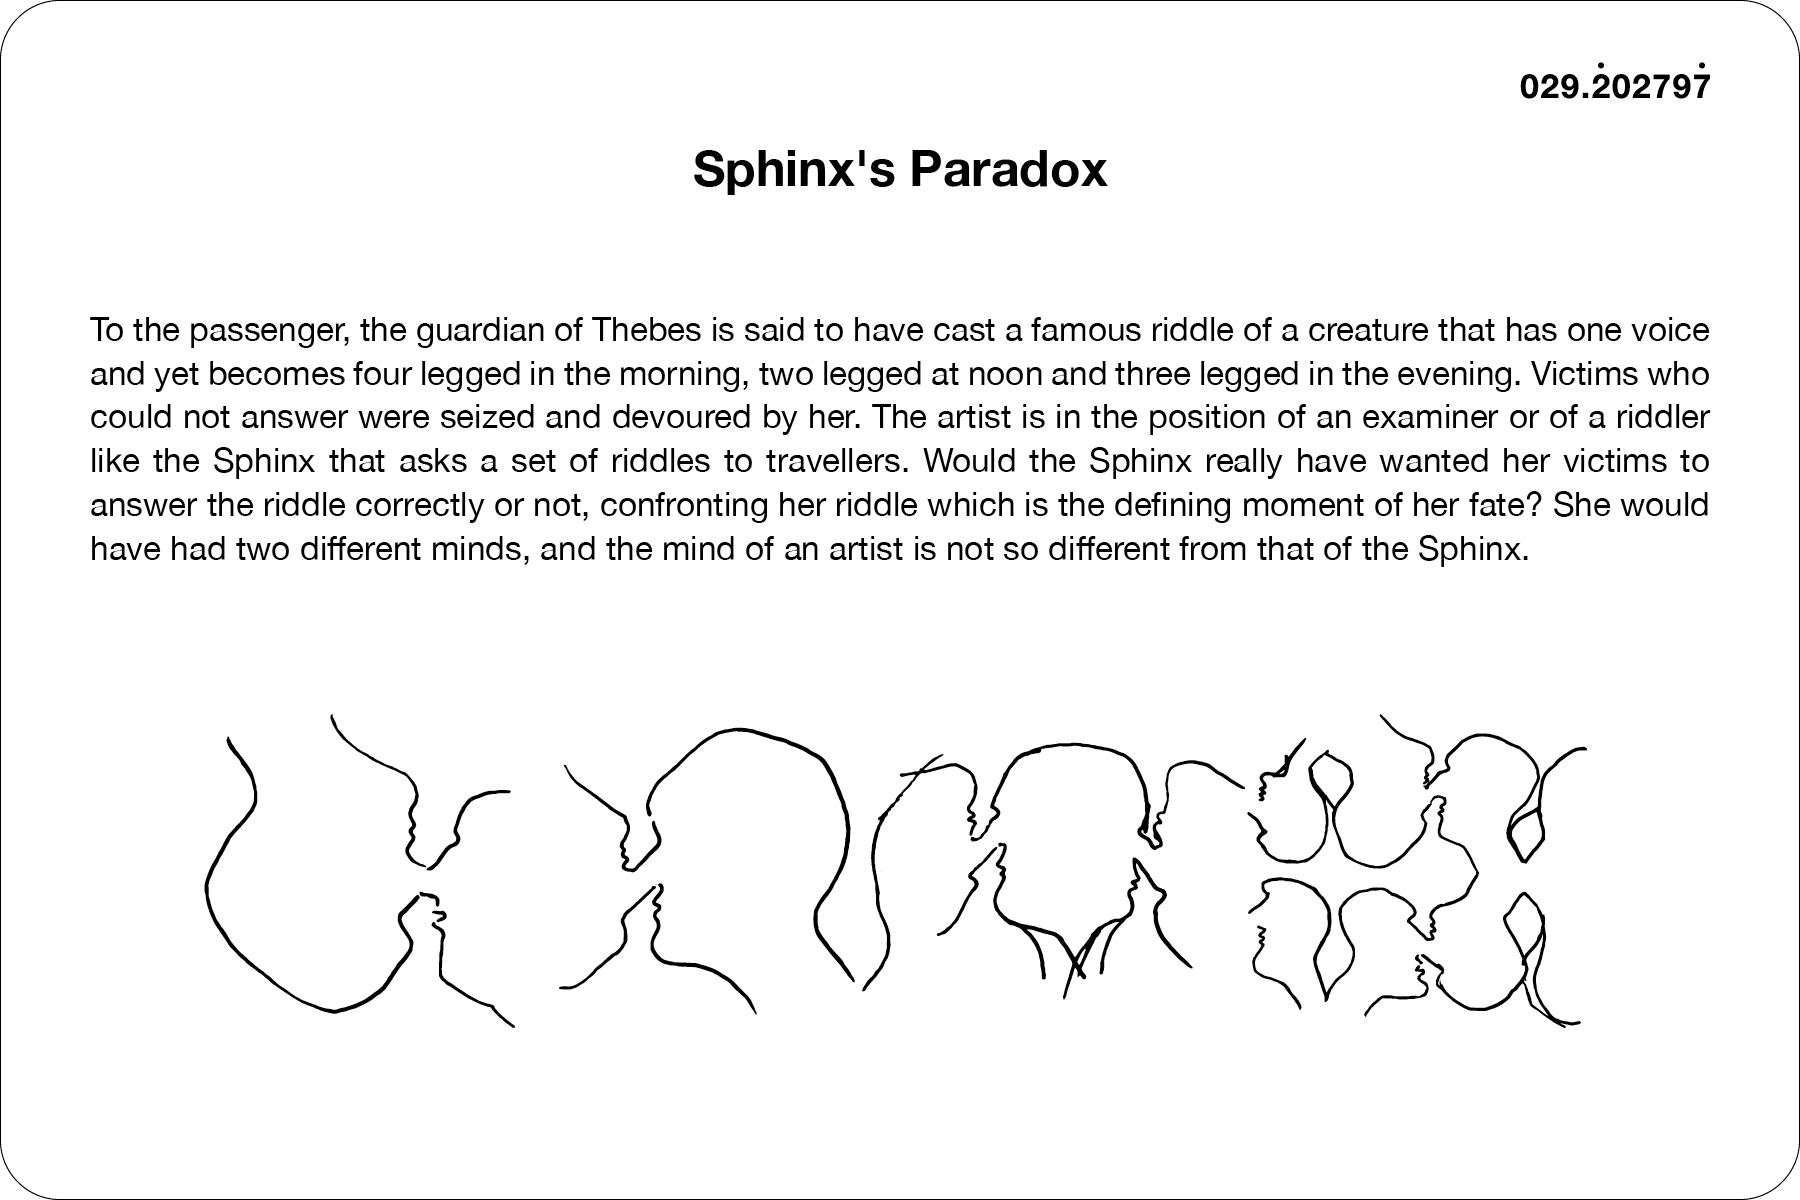 029.2̇02797̇
Sphinx's Paradox
To the passenger, the guardian of Thebes is said to have cast a famous riddle of a creature that has one voice
and yet becomes four legged in the morning, two legged at noon and three legged in the evening. Victims who
could not answer were seized and devoured by her. The artist is in the position of an examiner or of a riddler
like the Sphinx that asks a set of riddles to travellers. Would the Sphinx really have wanted her victims to
answer the riddle correctly or not, confronting her riddle which is the defining moment of her fate? She would
have had two different minds, and the mind of an artist is not so different from that of the Sphinx.